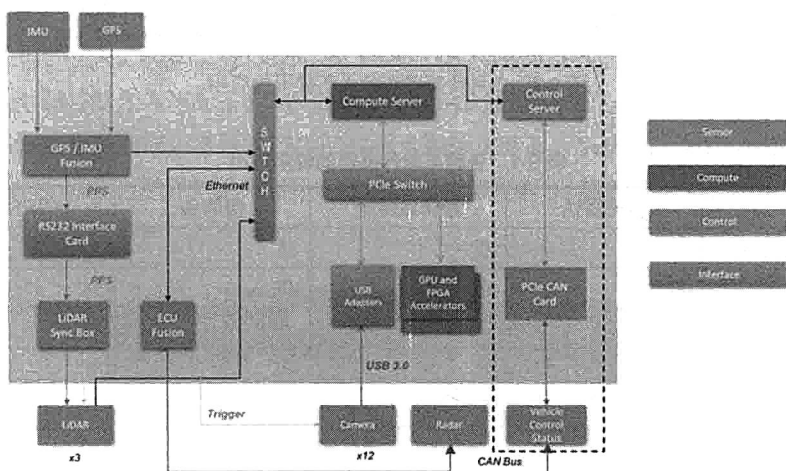 IMU
GPS
Compute Server
Control
Server
Sensor
GPS / IMU
Fusion
SWTCH
Ethernet
PCIe Switch
Compute
PPS
RS232 Interface
Card
Control
PPS
USB
Adapters
GPU and
FPGA
Accelerators
PCIe CAN
Card
Interface
LiDAR
Sync Box
ECU
Fusion
USB 3.0
LiDAR
Trigger
Camera
Radar
Vehicle
Control
Status
x3
x12
CAN Bus